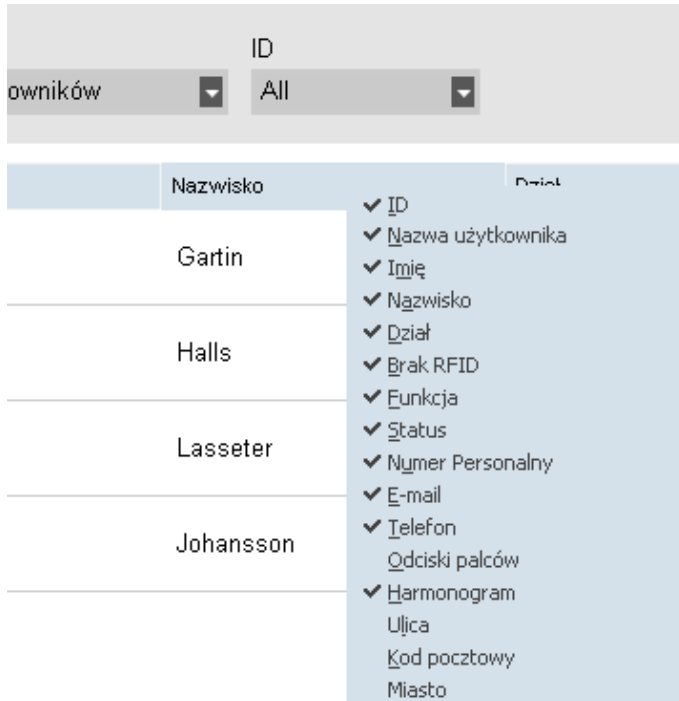 ID
owników
All
Nazwisko
Dział
Gartin
Halls
Lasseter
Johansson
ID
Nazwa użytkownika
Imię
Nazwisko
Dział
Brak RFID
Funkcja
Status
Numer Personalny
E-mail
Telefon
Odciski palców
Harmonogram
Ulica
Kod pocztowy
Miasto